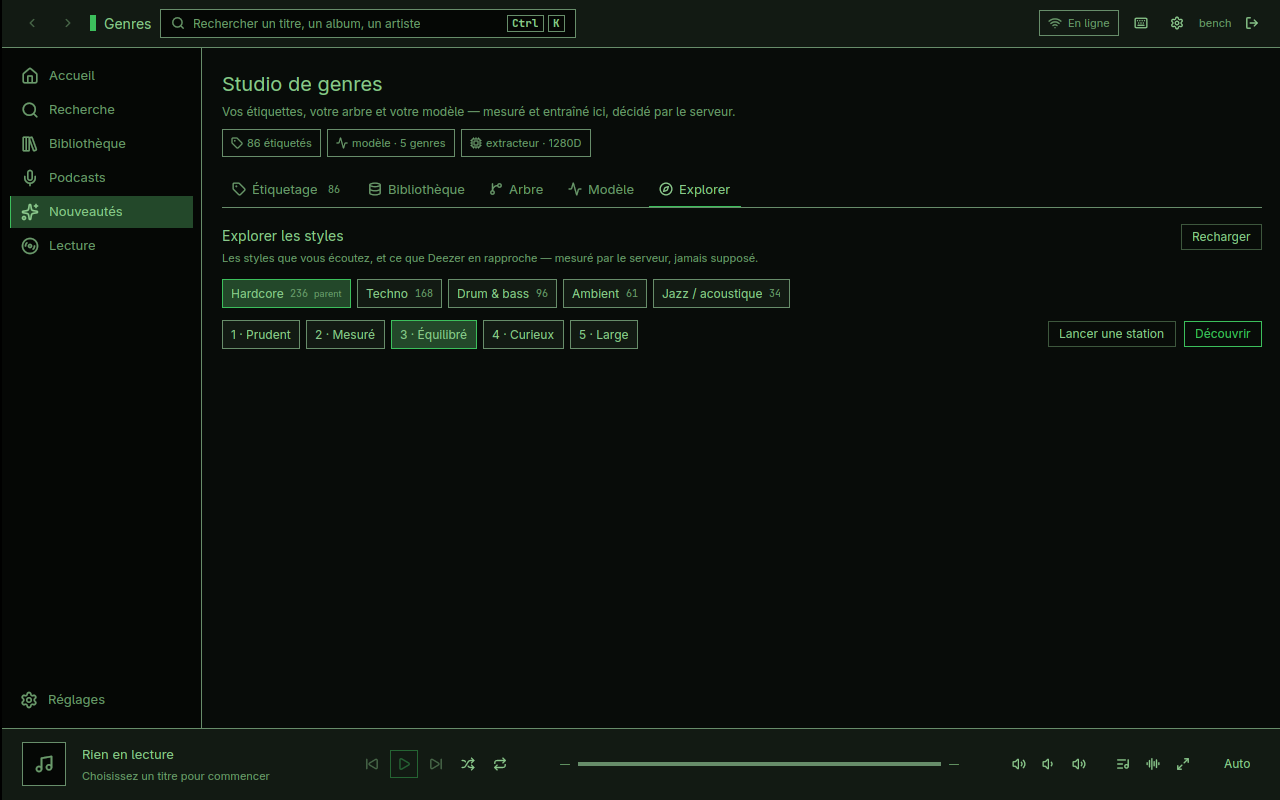 Genres
Rechercher un titre, un album, un artiste
Ctrl K
En ligne
bench
Accueil
Recherche
Bibliothèque
Podcasts
Nouveautés
Lecture
Réglages
Studio de genres
Vos étiquettes, votre arbre et votre modèle — mesuré et entraîné ici, décidé par le serveur.
86 étiquetés
modèle · 5 genres
extracteur · 1280D
Étiquetage 86
Bibliothèque
Arbre
Modèle
Explorer
Explorer les styles
Recharger
Les styles que vous écoutez, et ce que Deezer en rapproche — mesuré par le serveur, jamais supposé.
Hardcore 236 parent
Techno 168
Drum & bass 96
Ambient 61
Jazz / acoustique 34
1 · Prudent
2 · Mesuré
3 · Équilibré
4 · Curieux
5 · Large
Lancer une station
Découvrir
Rien en lecture
Choisissez un titre pour commencer
—
—
Auto